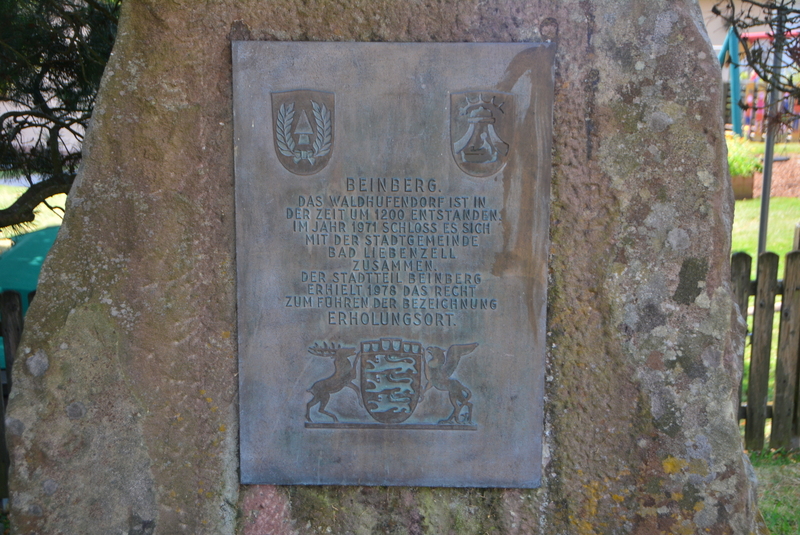 BEINBERG.
DAS WALDHUFENDORF IST IN
DER ZEIT UM 1200 ENTSTANDEN.
IM JAHR 1971 SCHLOSS ES SICH
MIT DER STADTGEMEINDE
BAD LIEBENZELL
ZUSAMMEN.
DER STADTTEIL BEINBERG
ERHIELT 1978 DAS RECHT
ZUM FÜHREN DER BEZEICHNUNG
ERHOLUNGSORT.